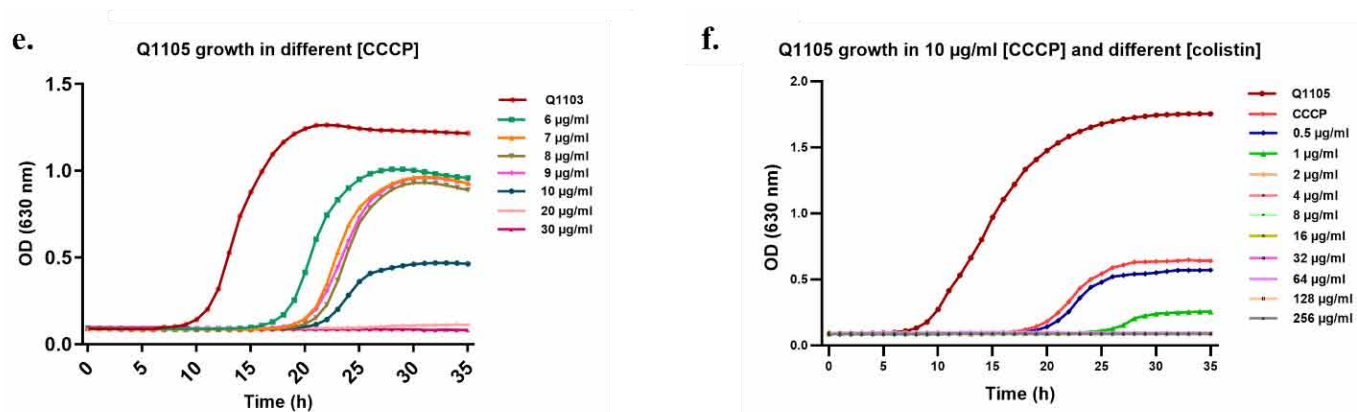 e.
Q1105 growth in different [CCCP]
OD (630 nm)
1.5
1.0
0.5
0.0
0 5 10 15 20 25 30 35
Time (h)
Q1103
6 µg/ml
7 µg/ml
8 µg/ml
9 µg/ml
10 µg/ml
20 µg/ml
30 µg/ml
f.
Q1105 growth in 10 µg/ml [CCCP] and different [colistin]
OD (630 nm)
2.0
1.5
1.0
0.5
0.0
0 5 10 15 20 25 30 35
Time (h)
Q1105
CCCP
0.5 µg/ml
1 µg/ml
2 µg/ml
4 µg/ml
8 µg/ml
16 µg/ml
32 µg/ml
64 µg/ml
128 µg/ml
256 µg/ml